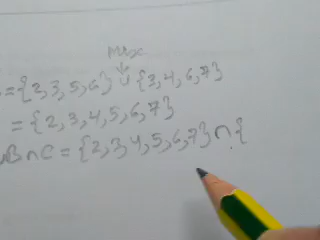 Max
= {2,3,5,6} ∪ {3,4,6,7}
= {2,3,4,5,6,7}
∪B∩C = {2,3,4,5,6,7} ∩ {